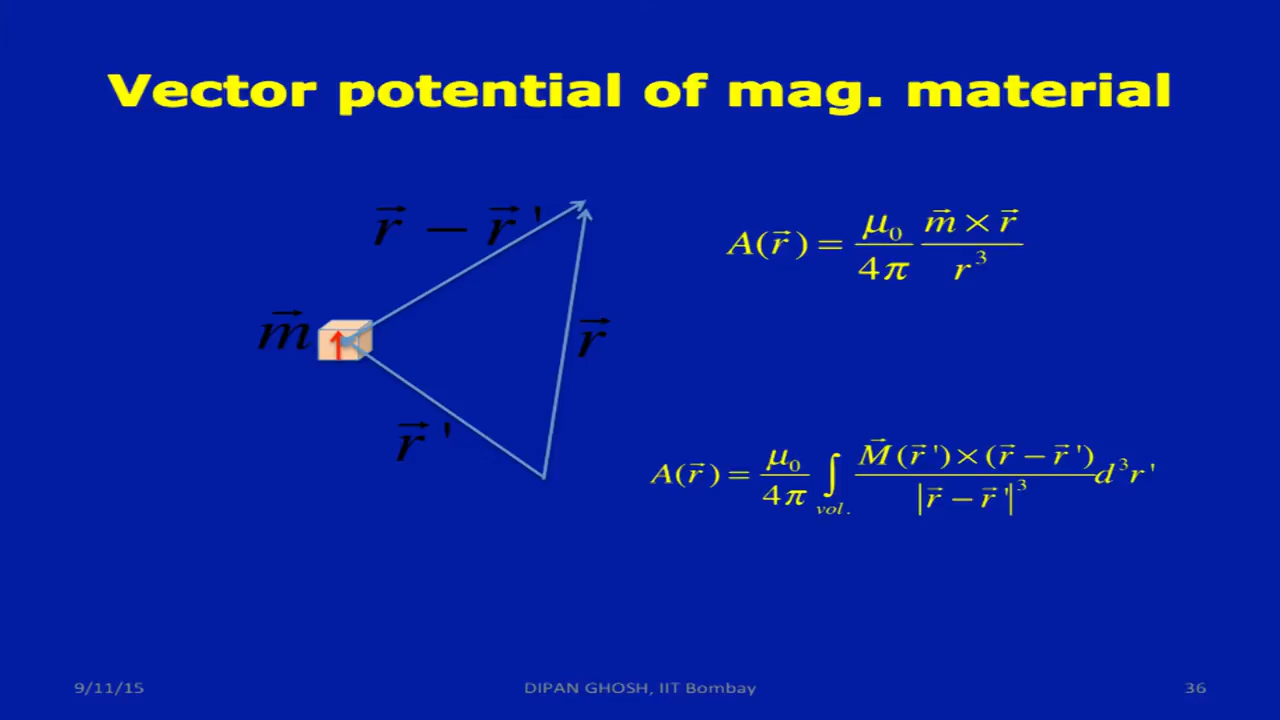 Vector potential of mag. material
r⃗ − r⃗ '
A(r⃗ ) = μ₀/4π (m⃗ × r⃗)/r³
m⃗
r⃗
r⃗ '
A(r⃗ ) = μ₀/4π ∫vol. (M⃗(r⃗ ')×(r⃗ − r⃗ '))/|r⃗ − r⃗ '|³ d³r '
9/11/15
DIPAN GHOSH, IIT Bombay
36